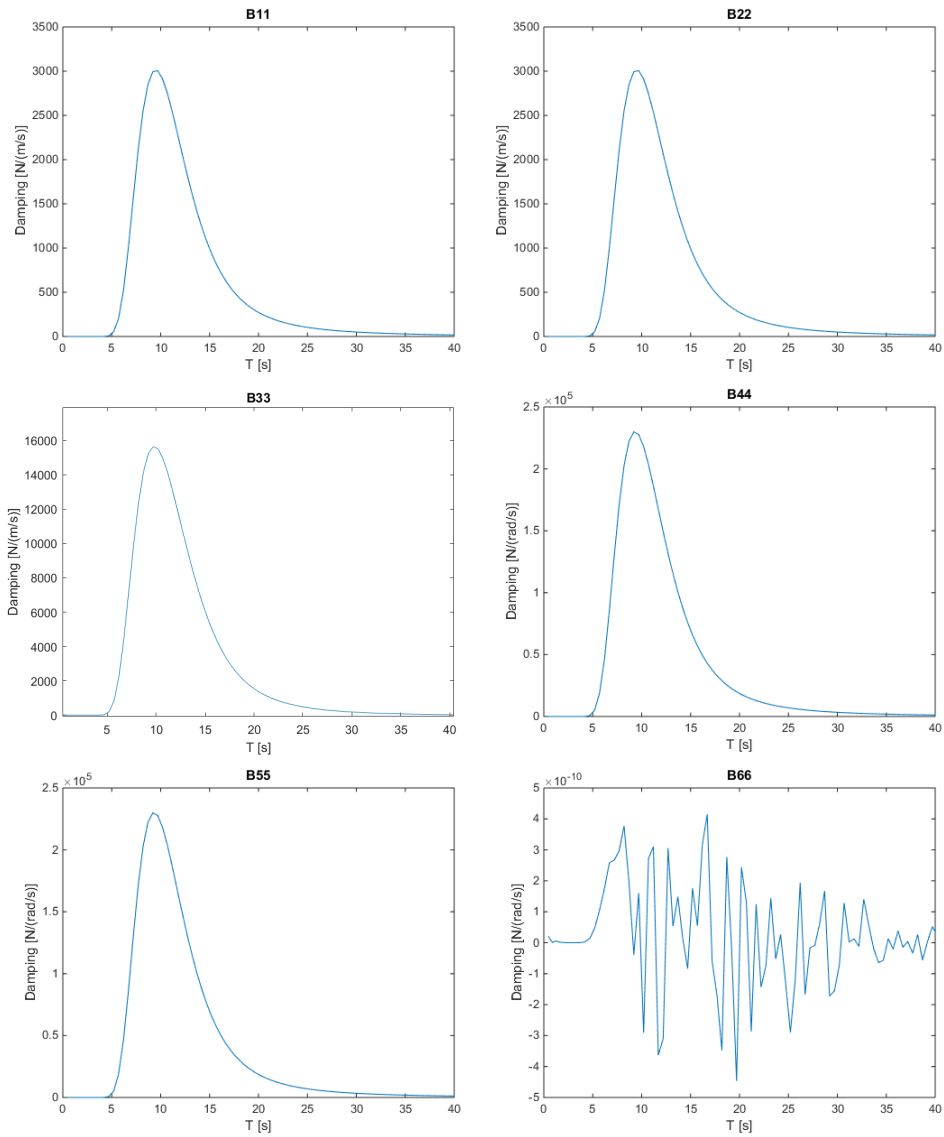 B11
3500
3000
2500
2000
1500
1000
500
0
Damping [N/(m/s)]
0 5 10 15 20 25 30 35 40
T [s]
B22
3500
3000
2500
2000
1500
1000
500
0
Damping [N/(m/s)]
0 5 10 15 20 25 30 35 40
T [s]
B33
16000
14000
12000
10000
8000
6000
4000
2000
0
Damping [N/(m/s)]
5 10 15 20 25 30 35 40
T [s]
B44
×10⁵
2.5
2
1.5
1
0.5
0
Damping [N/(rad/s)]
0 5 10 15 20 25 30 35 40
T [s]
B55
×10⁵
2.5
2
1.5
1
0.5
0
Damping [N/(rad/s)]
0 5 10 15 20 25 30 35 40
T [s]
B66
×10⁻¹⁰
5
4
3
2
1
0
-1
-2
-3
-4
-5
Damping [N/(rad/s)]
0 5 10 15 20 25 30 35 40
T [s]